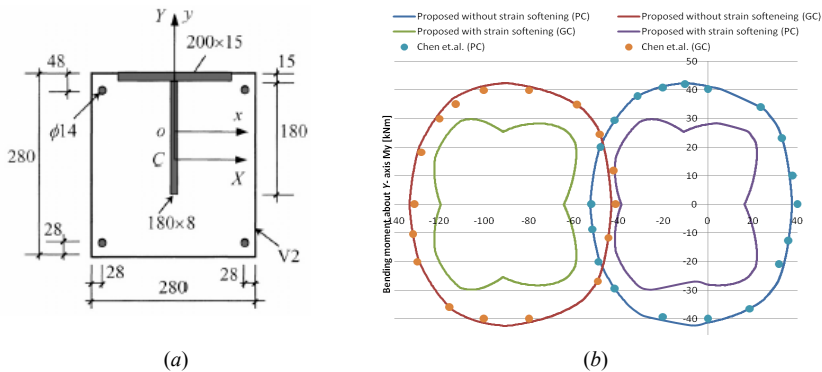 Y y
200×15
48
15
ϕ14
o x
280
180
C X
180×8
28
V2
28 28
280
(a)
Proposed without strain softening (PC)
Proposed without strain softeneing (GC)
Proposed with strain softening (GC)
Proposed with strain softening (PC)
Chen et.al. (PC)
Chen et.al. (GC)
Bending moment about Y- axis My [kNm]
50
40
30
20
10
0
-140 -120 -100 -80 -60 -40 -20 0 20 40
-10
-20
-30
-40
(b)